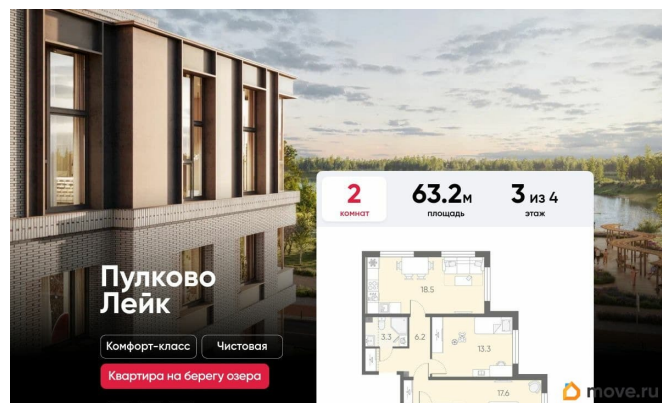 2
комнат
63.2м
площадь
3 из 4
этаж
Пулково
Лейк
Комфорт-класс
Чистовая
Квартира на берегу озера
18.5
3.3
6.2
13.3
17.6
move.ru